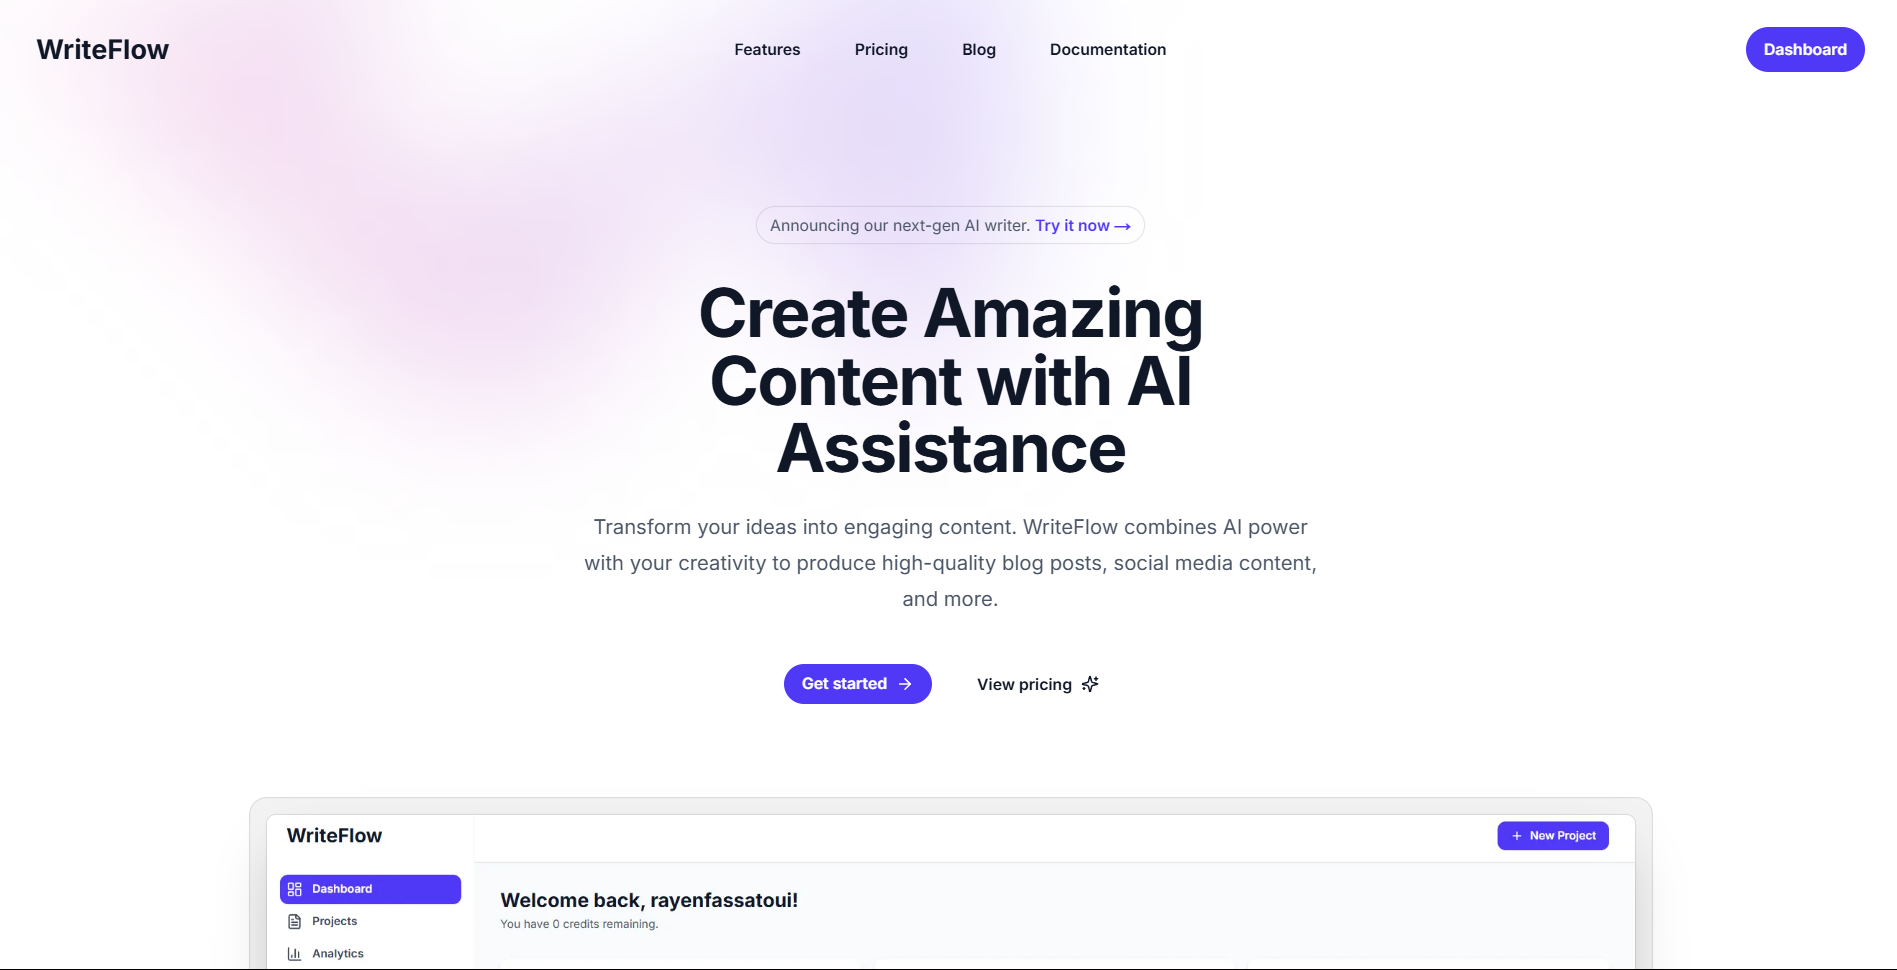 WriteFlow
Features
Pricing
Blog
Documentation
Dashboard
Announcing our next-gen AI writer. Try it now →
Create Amazing
Content with AI
Assistance
Transform your ideas into engaging content. WriteFlow combines AI power
with your creativity to produce high-quality blog posts, social media content,
and more.
Get started →
View pricing
WriteFlow
+ New Project
Dashboard
Welcome back, rayenfassatoui!
Projects
You have 0 credits remaining.
Analytics